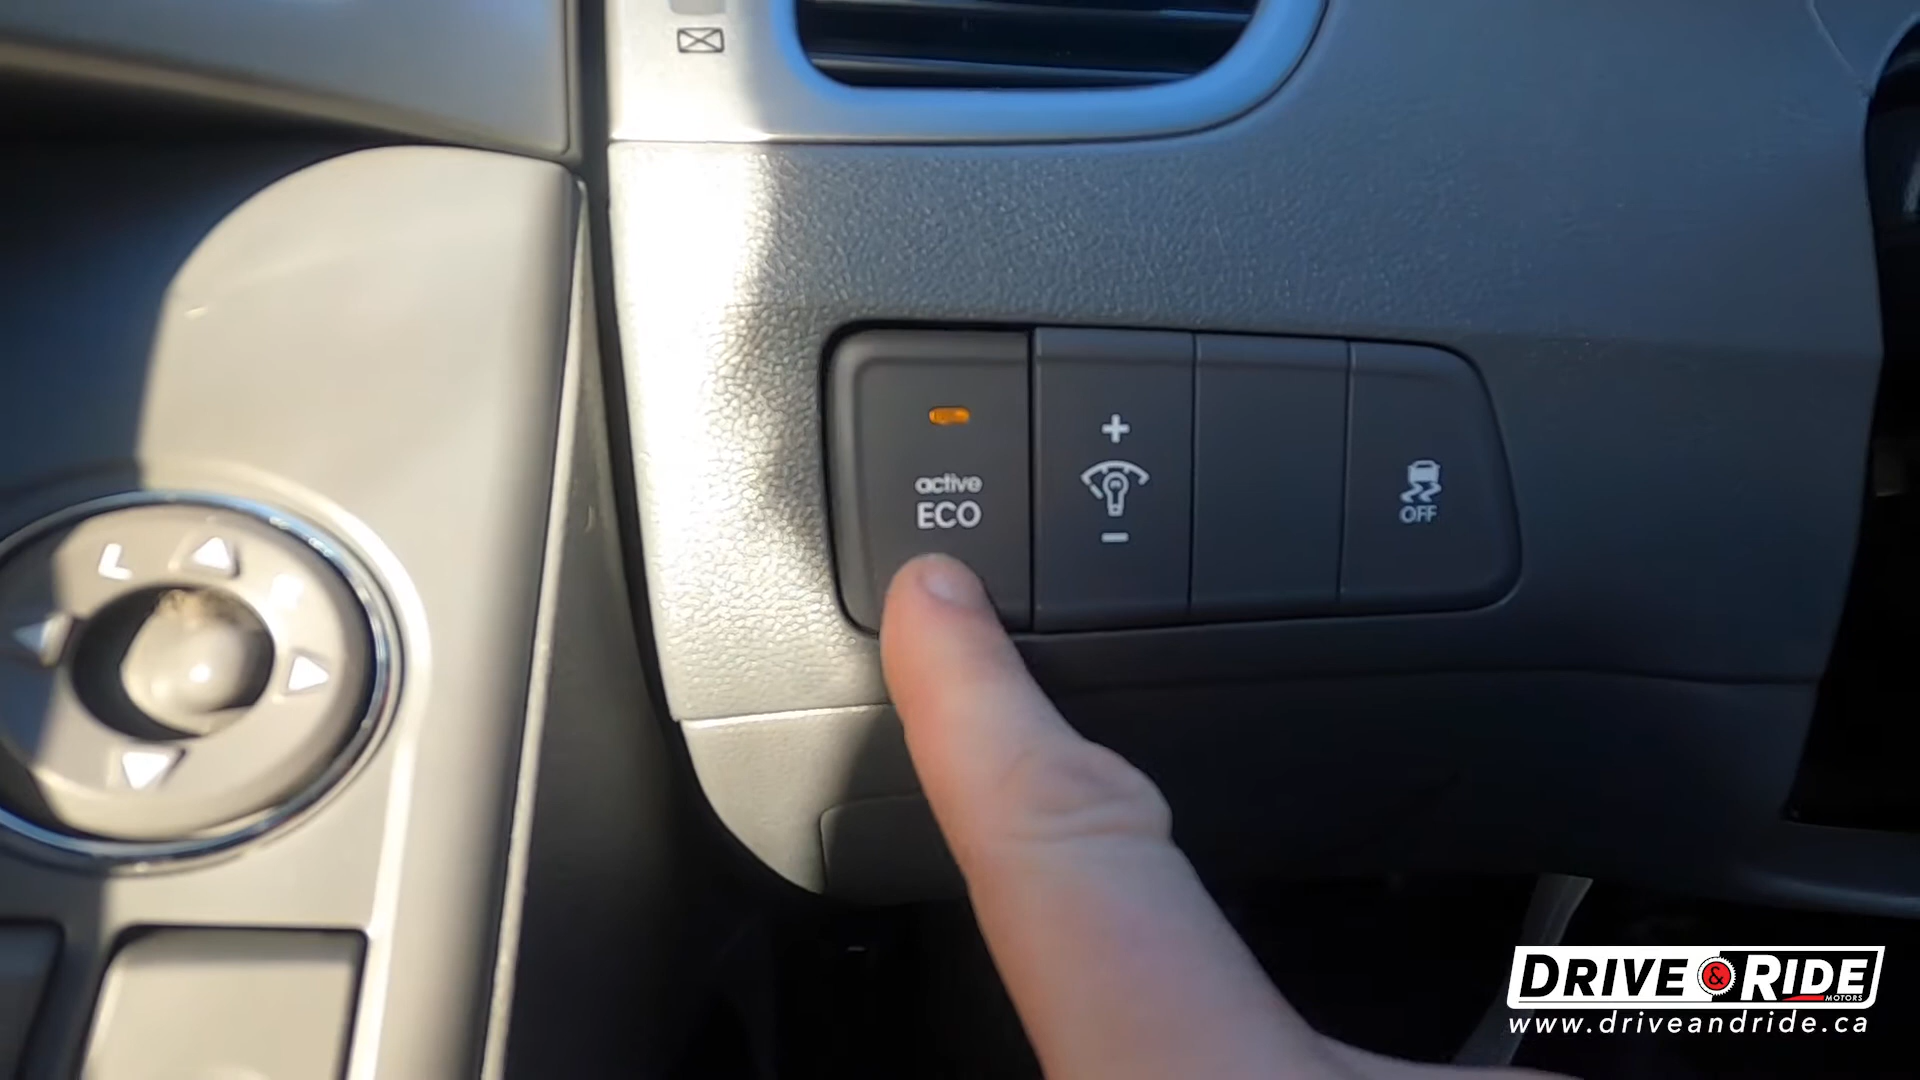 active
ECO
+
-
OFF
L
R
DRIVE & RIDE
MOTORS
www.driveandride.ca